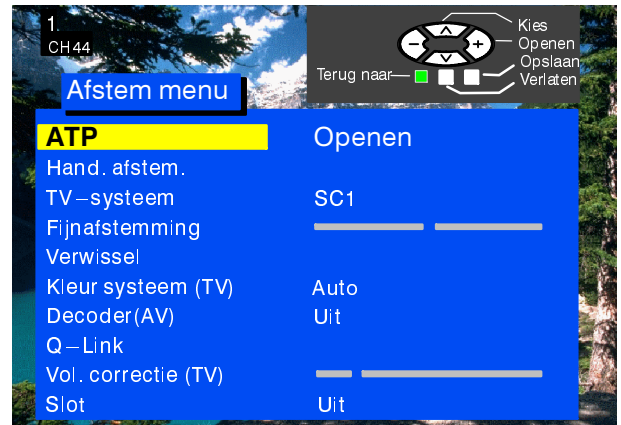 1.
CH44
Kies
Openen
Opslaan
Terug naar
Verlaten
Afstem menu
ATP Openen
Hand. afstem.
TV–systeem SC1
Fijnafstemming
Verwissel
Kleur systeem (TV) Auto
Decoder(AV) Uit
Q–Link
Vol. correctie (TV)
Slot Uit